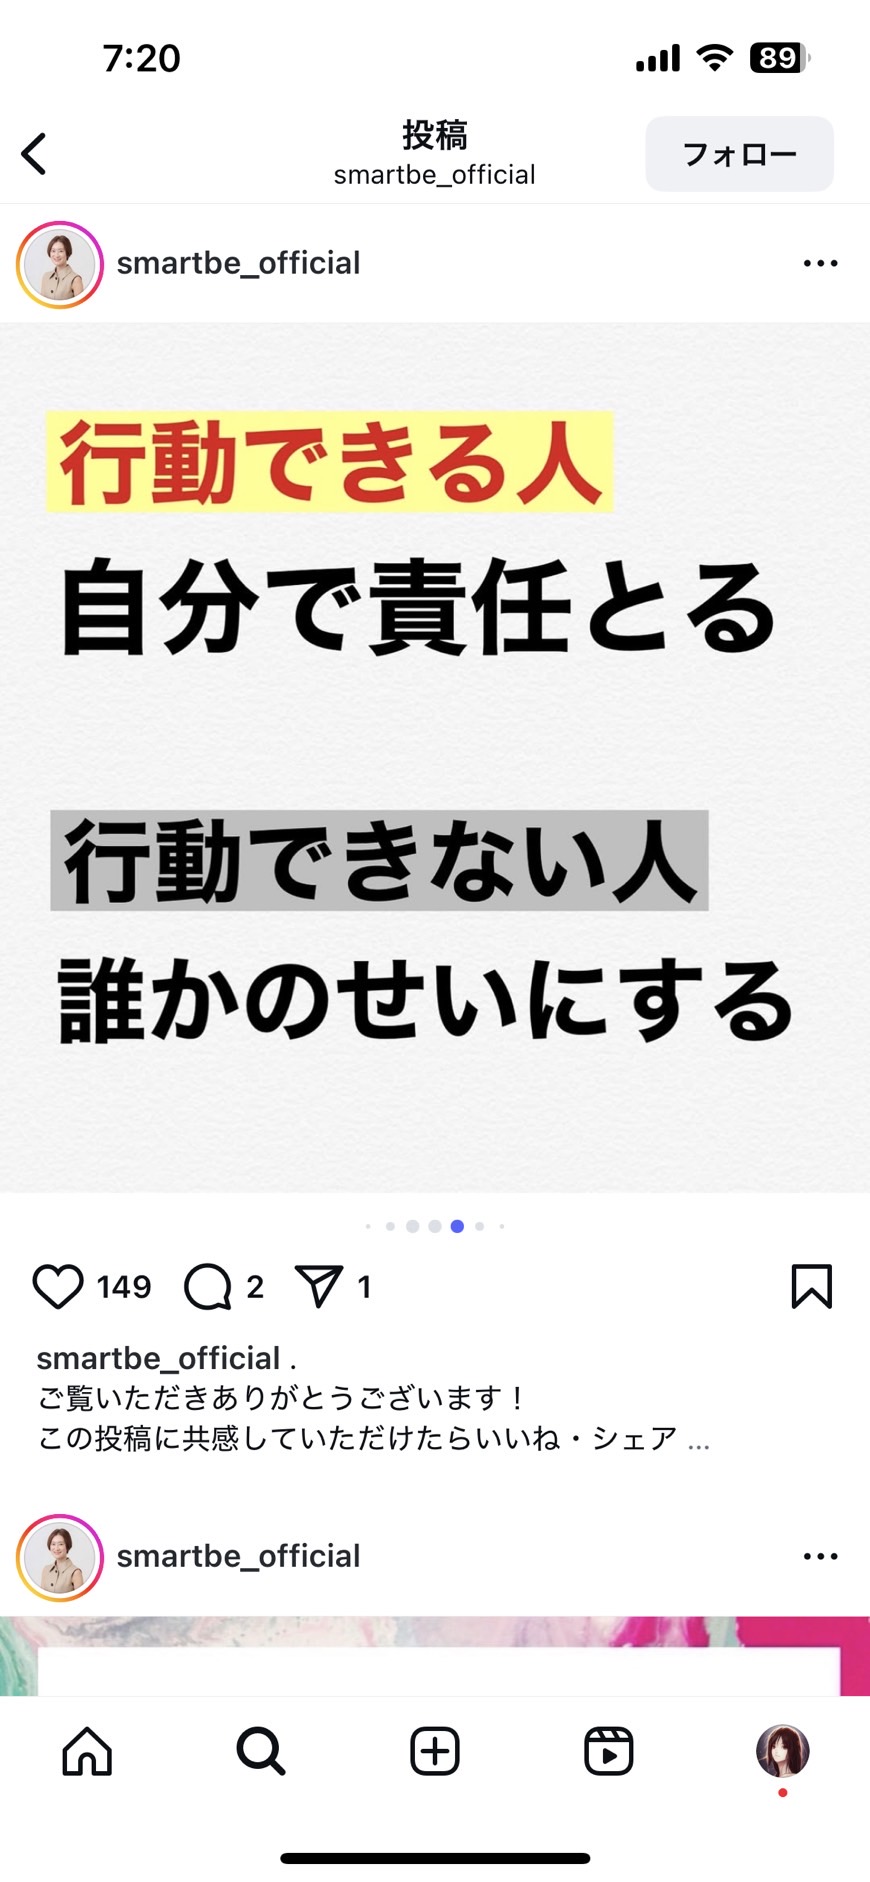 7:20
89
投稿
smartbe_official
フォロー
smartbe_official
行動できる人
自分で責任とる
行動できない人
誰かのせいにする
149 2 1
smartbe_official .
ご覧いただきありがとうございます！
この投稿に共感していただけたらいいね・シェア ...
smartbe_official